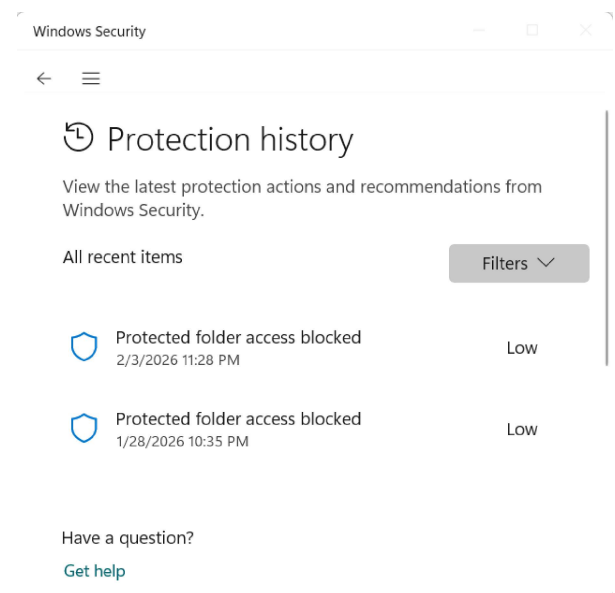 Windows Security
Protection history
View the latest protection actions and recommendations from
Windows Security.
All recent items
Filters
Protected folder access blocked
2/3/2026 11:28 PM
Low
Protected folder access blocked
1/28/2026 10:35 PM
Low
Have a question?
Get help